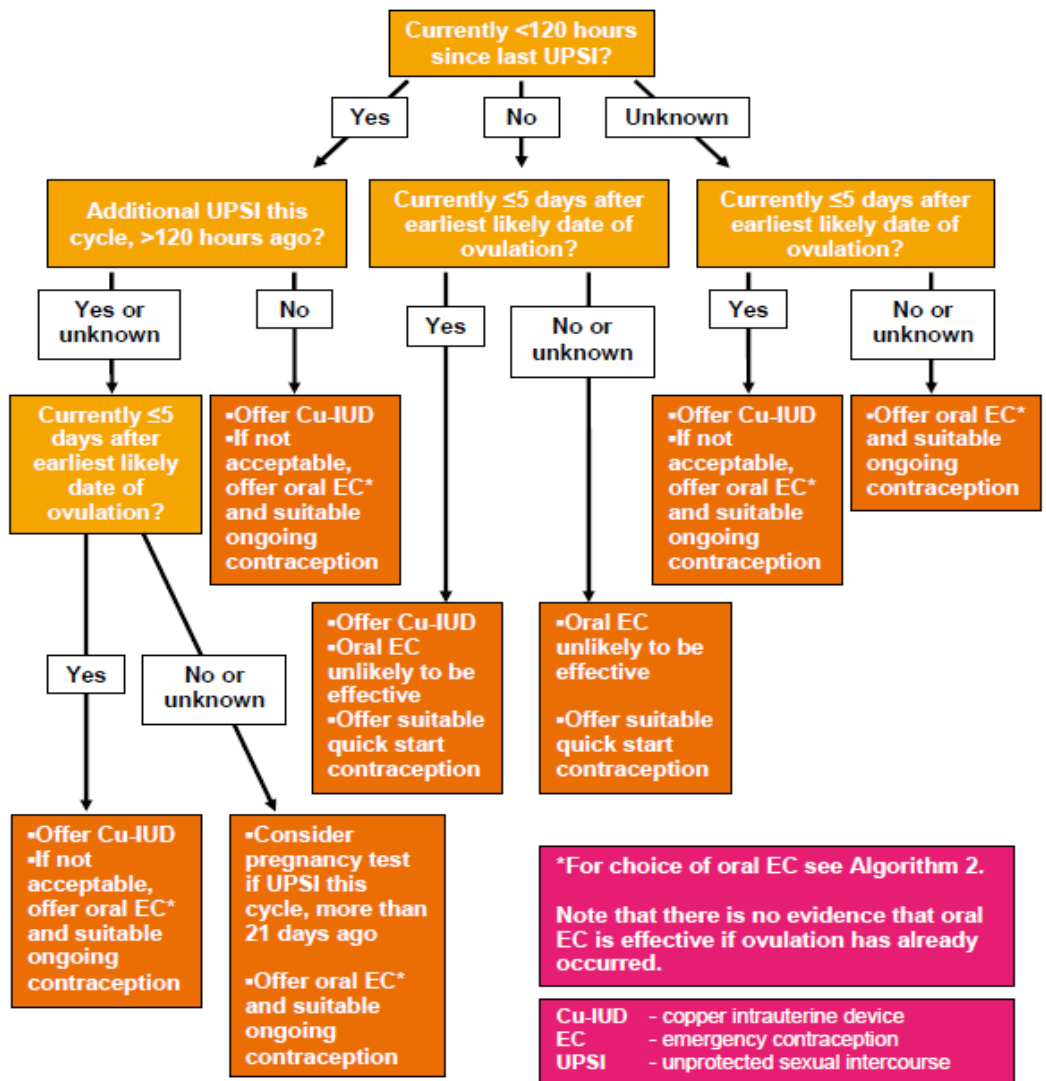 Currently <120 hours
since last UPSI?
Yes
No
Unknown
Additional UPSI this
cycle, >120 hours ago?
Currently ≤5 days after
earliest likely date of
ovulation?
Currently ≤5 days after
earliest likely date of
ovulation?
Yes or
unknown
No
Yes
No or
unknown
Yes
No or
unknown
Currently ≤5
days after
earliest likely
date of
ovulation?
▪Offer Cu-IUD
▪If not
acceptable,
offer oral EC*
and suitable
ongoing
contraception
▪Offer Cu-IUD
▪If not
acceptable,
offer oral EC*
and suitable
ongoing
contraception
▪Offer oral EC*
and suitable
ongoing
contraception
Yes
No or
unknown
▪Offer Cu-IUD
▪Oral EC
unlikely to be
effective
▪Offer suitable
quick start
contraception
▪Oral EC
unlikely to be
effective
▪Offer suitable
quick start
contraception
▪Offer Cu-IUD
▪If not
acceptable,
offer oral EC*
and suitable
ongoing
contraception
▪Consider
pregnancy test
if UPSI this
cycle, more than
21 days ago
▪Offer oral EC*
and suitable
ongoing
contraception
*For choice of oral EC see Algorithm 2.
Note that there is no evidence that oral
EC is effective if ovulation has already
occurred.
Cu-IUD - copper intrauterine device
EC - emergency contraception
UPSI - unprotected sexual intercourse